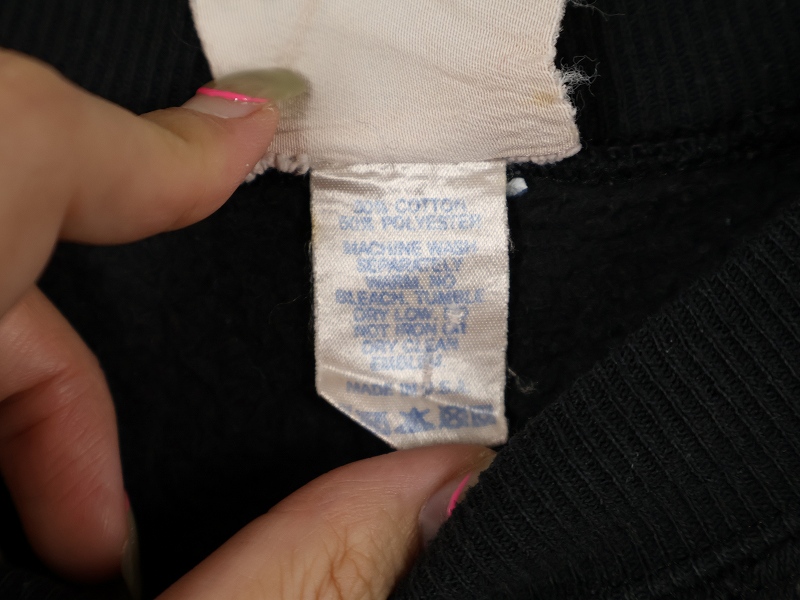 COTTON
50% POLYESTER
MACHINE WASH
SEPARATELY
WARM, NO
BLEACH, TUMBLE
DRY LOW, DO
NOT IRON OR
DRY CLEAN
EMBLEM
MADE IN U.S.A.